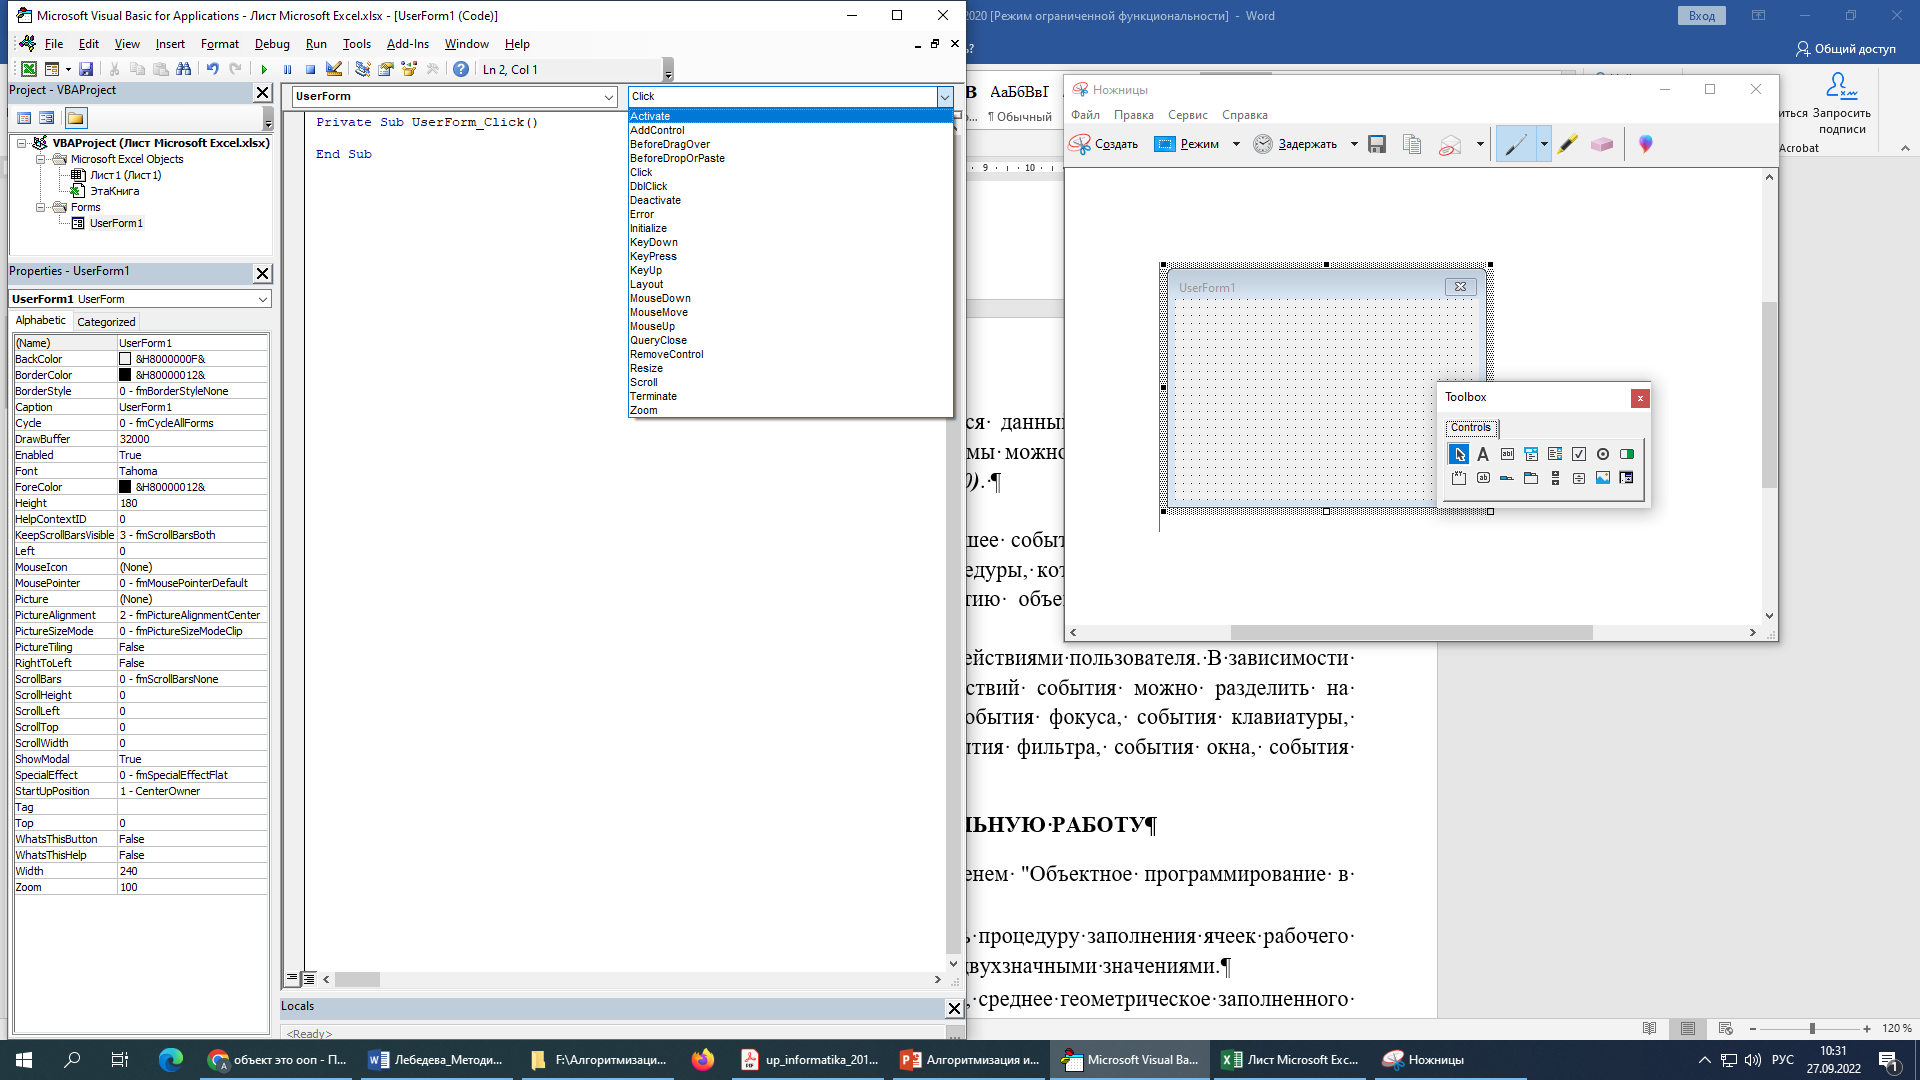 Microsoft Visual Basic for Applications - Лист Microsoft Excel.xlsx - [UserForm1 (Code)]
File Edit View Insert Format Debug Run Tools Add-Ins Window Help
Ln 2, Col 1
Project - VBAProject
VBAProject (Лист Microsoft Excel.xlsx)
Microsoft Excel Objects
Лист1 (Лист1)
ЭтаКнига
Forms
UserForm1
Properties - UserForm1
UserForm1 UserForm
Alphabetic Categorized
(Name) UserForm1
BackColor &H8000000F&
BorderColor &H80000012&
BorderStyle 0 - fmBorderStyleNone
Caption UserForm1
Cycle 0 - fmCycleAllForms
DrawBuffer 32000
Enabled True
Font Tahoma
ForeColor &H80000012&
Height 180
HelpContextID 0
KeepScrollBarsVisible 3 - fmScrollBarsBoth
Left 0
MouseIcon (None)
MousePointer 0 - fmMousePointerDefault
Picture (None)
PictureAlignment 2 - fmPictureAlignmentCenter
PictureSizeMode 0 - fmPictureSizeModeClip
PictureTiling False
RightToLeft False
ScrollBars 0 - fmScrollBarsNone
ScrollHeight 0
ScrollLeft 0
ScrollTop 0
ScrollWidth 0
ShowModal True
SpecialEffect 0 - fmSpecialEffectFlat
StartUpPosition 1 - CenterOwner
Tag
Top 0
WhatsThisButton False
WhatsThisHelp False
Width 240
Zoom 100
UserForm Click
Private Sub UserForm_Click()
End Sub
Activate
AddControl
BeforeDragOver
BeforeDropOrPaste
Click
DblClick
Deactivate
Error
Initialize
KeyDown
KeyPress
KeyUp
Layout
MouseDown
MouseMove
MouseUp
QueryClose
RemoveControl
Resize
Scroll
Terminate
Zoom
Locals
<Ready>
2020 [Режим ограниченной функциональности] - Word
Вход
Общий доступ
АаБбВвГ
¶ Обычный
Запросить
подписи
Acrobat
9 10
Ножницы
Файл Правка Сервис Справка
Создать Режим Задержать
UserForm1
Toolbox
Controls
ся· данны
мы можно
0).·¶
шее событ
едуры,· кот
тию· объе
ействиями·пользователя.·В·зависимости·
ствий· события· можно· разделить· на·
обытия· фокуса,· события· клавиатуры,·
ытия· фильтра,· события· окна,· события·
ЛЬНУЮ·РАБОТУ¶
енем· "Объектное· программирование· в·
ь·процедуру·заполнения·ячеек·рабочего·
двухзначными·значениями.¶
,·среднее·геометрическое·заполненного·
120 %
объект это ооп - П...
Лебедева_Методи...
F:\Алгоритмизаци...
up_informatika_201...
Алгоритмизация и...
Microsoft Visual Ba...
Лист Microsoft Exc...
Ножницы
РУС
10:31
27.09.2022
1